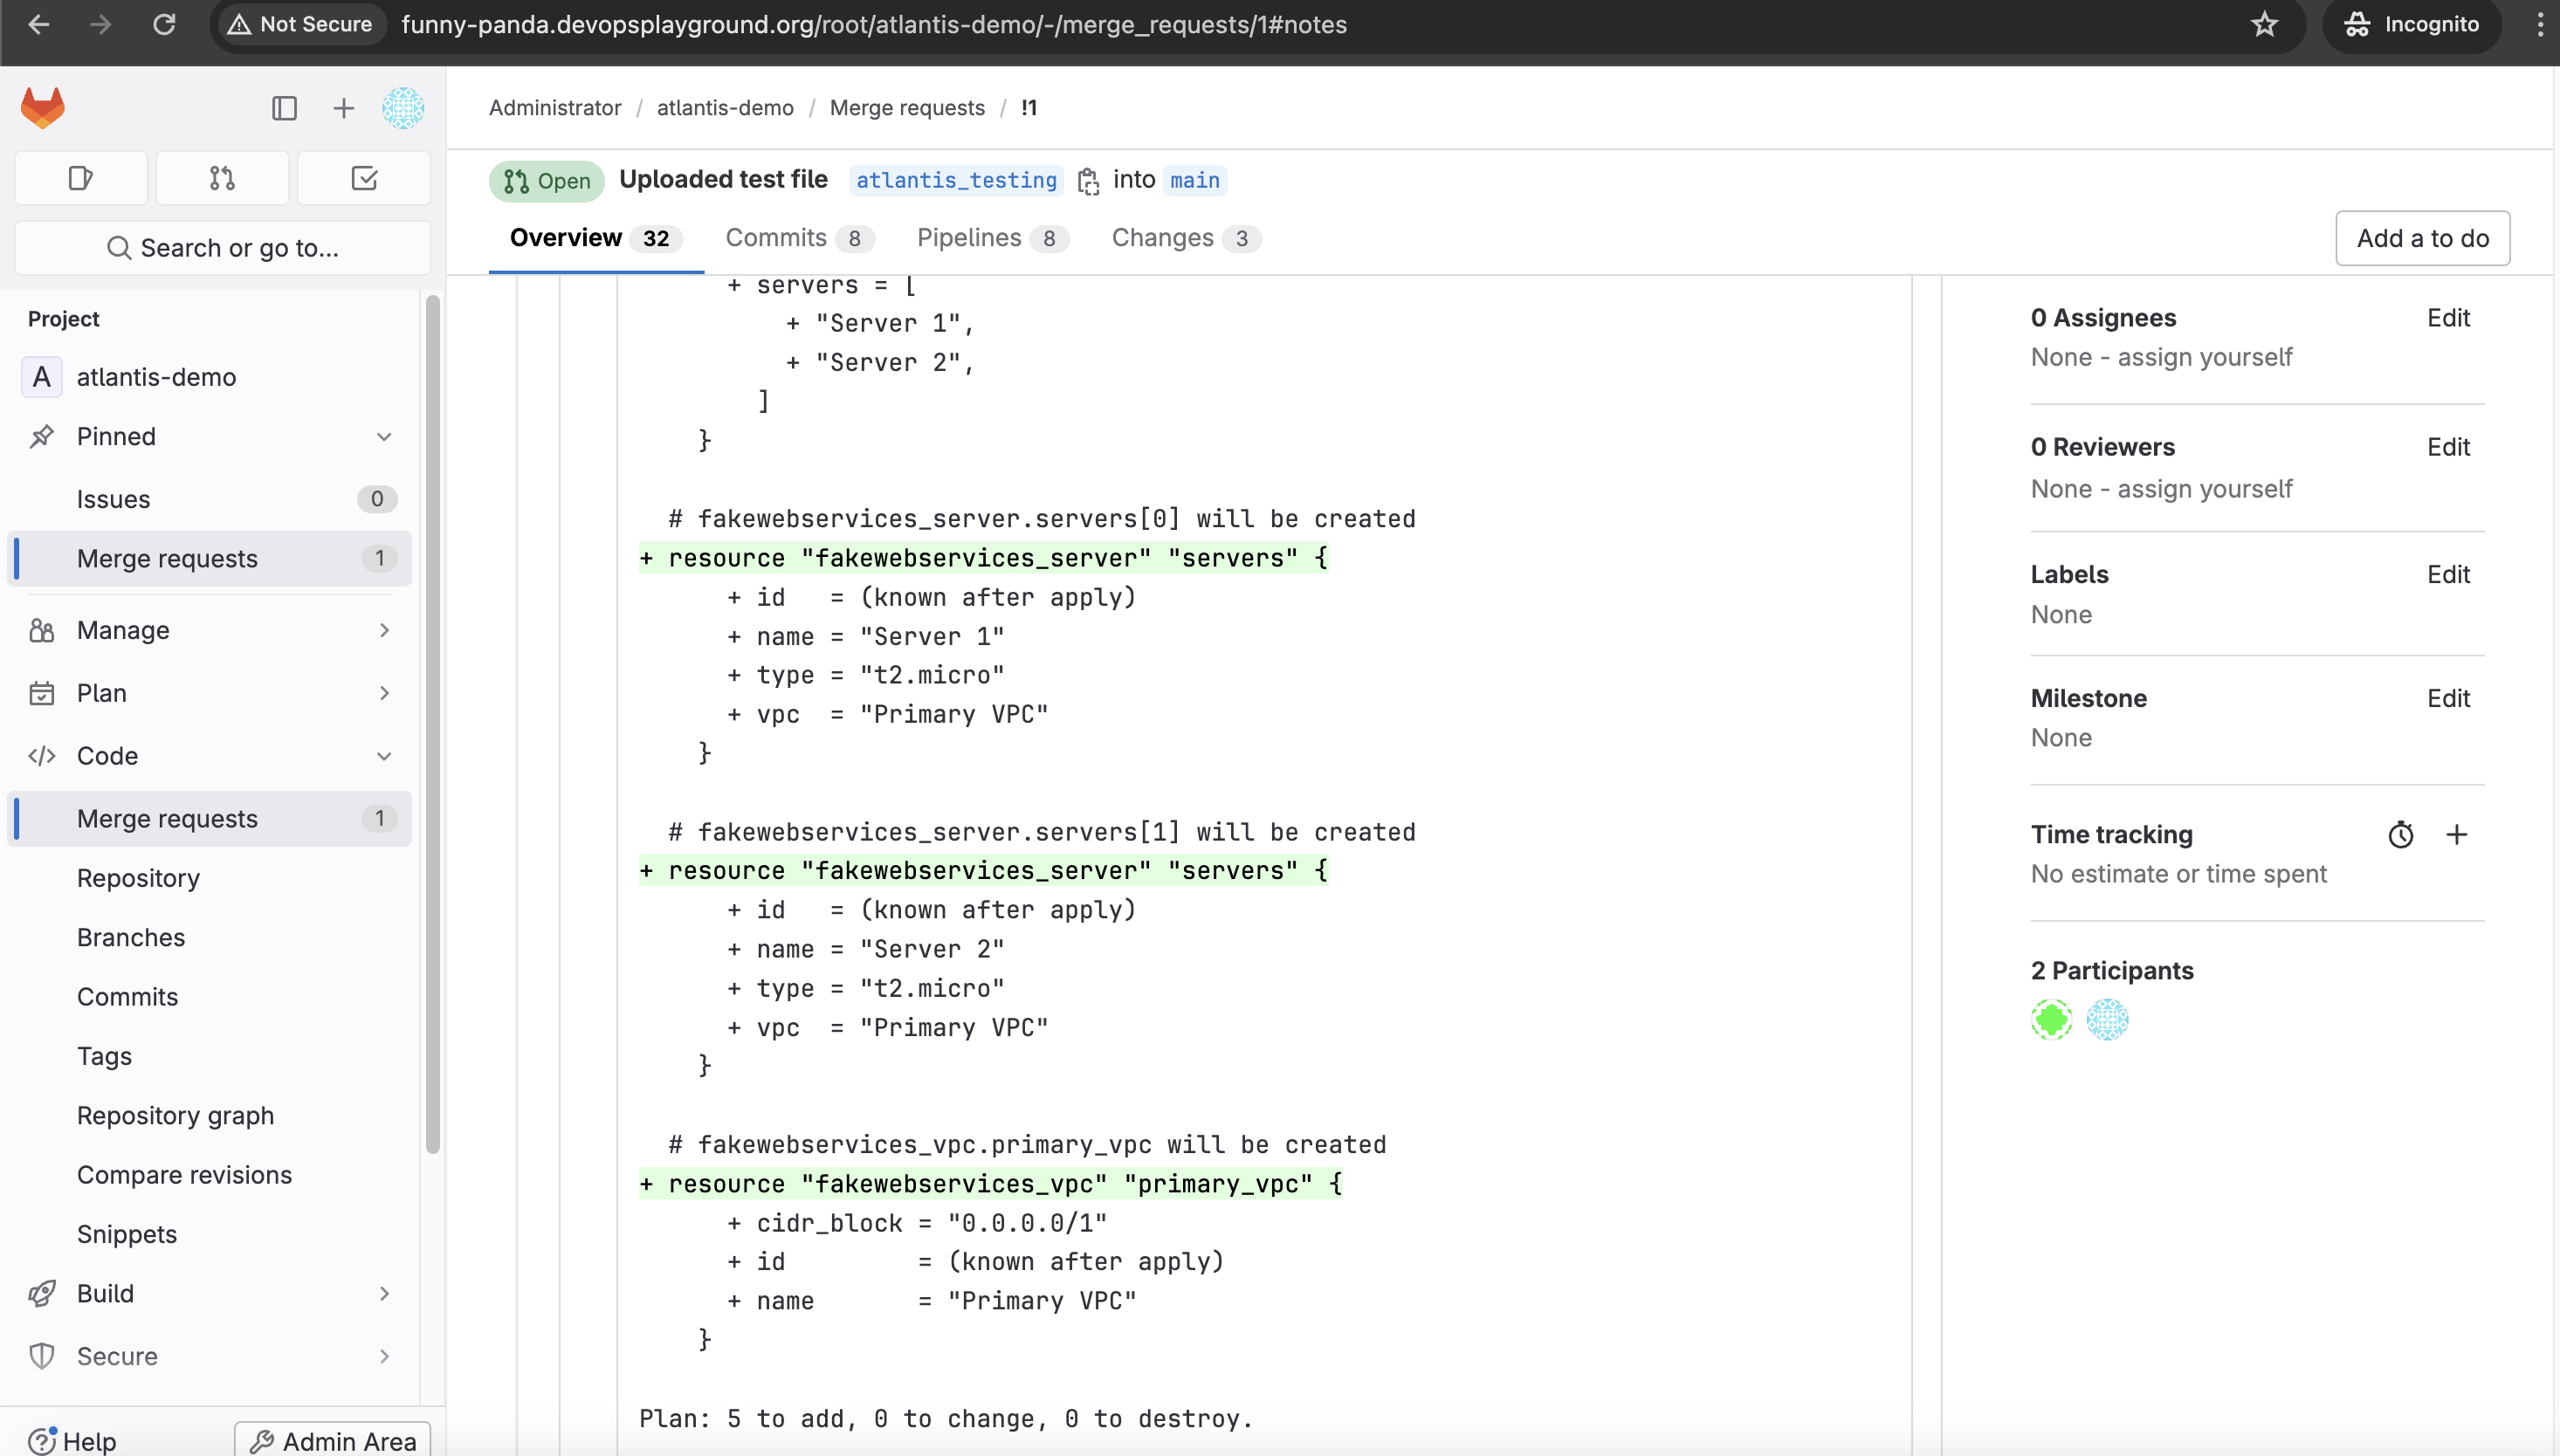 Not Secure
funny-panda.devopsplayground.org/root/atlantis-demo/-/merge_requests/1#notes
Incognito
Search or go to...
Project
A atlantis-demo
Pinned
Issues 0
Merge requests 1
Manage
Plan
Code
Merge requests 1
Repository
Branches
Commits
Tags
Repository graph
Compare revisions
Snippets
Build
Secure
Help
Admin Area
Administrator / atlantis-demo / Merge requests / !1
Open Uploaded test file atlantis_testing into main
Overview 32 Commits 8 Pipelines 8 Changes 3
Add a to do
+ servers = [
+ "Server 1",
+ "Server 2",
]
}
# fakewebservices_server.servers[0] will be created
+ resource "fakewebservices_server" "servers" {
+ id   = (known after apply)
+ name = "Server 1"
+ type = "t2.micro"
+ vpc  = "Primary VPC"
}
# fakewebservices_server.servers[1] will be created
+ resource "fakewebservices_server" "servers" {
+ id   = (known after apply)
+ name = "Server 2"
+ type = "t2.micro"
+ vpc  = "Primary VPC"
}
# fakewebservices_vpc.primary_vpc will be created
+ resource "fakewebservices_vpc" "primary_vpc" {
+ cidr_block = "0.0.0.0/1"
+ id         = (known after apply)
+ name       = "Primary VPC"
}
Plan: 5 to add, 0 to change, 0 to destroy.
0 Assignees Edit
None - assign yourself
0 Reviewers Edit
None - assign yourself
Labels Edit
None
Milestone Edit
None
Time tracking
No estimate or time spent
2 Participants